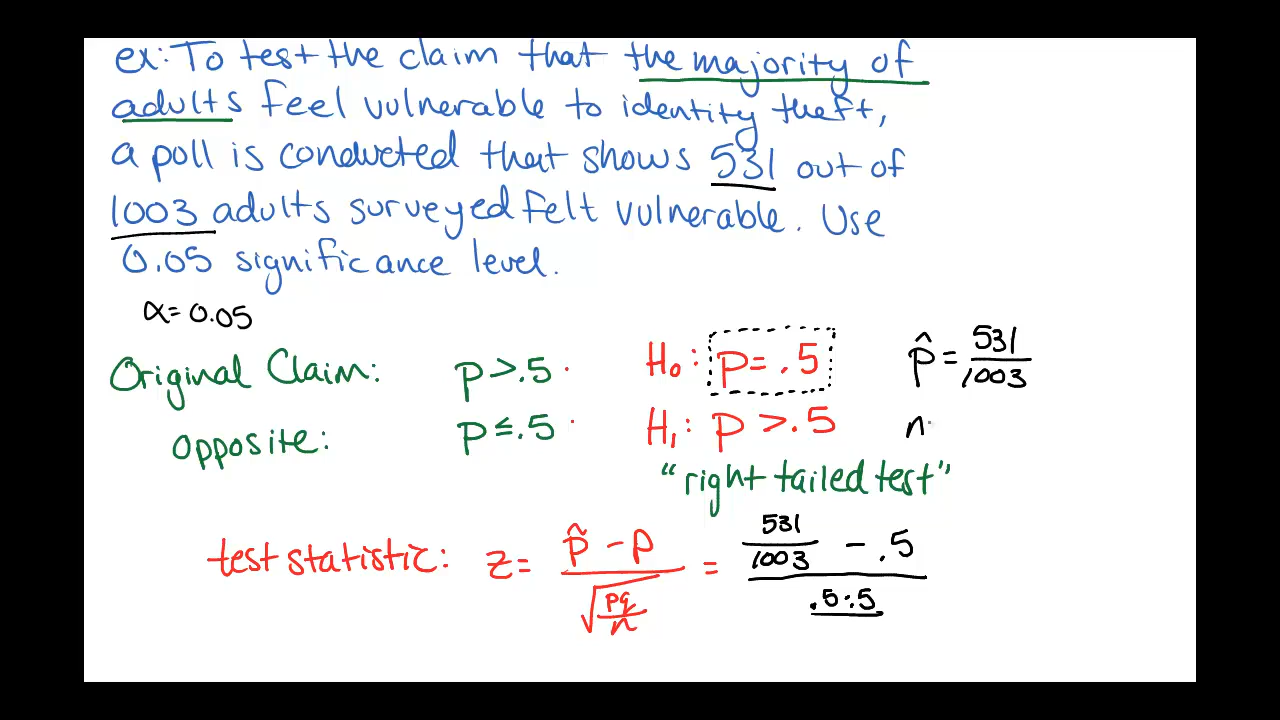 ex: To test the claim that the majority of
adults feel vulnerable to identity theft,
a poll is conducted that shows 531 out of
1003 adults surveyed felt vulnerable. Use
0.05 significance level.
α= 0.05
Original Claim: p >.5
opposite: p ≤ .5
H₀: p= .5
H₁: p >.5
"right tailed test"
p̂ = 531/1003
n
test statistic: z= (p̂ - p)/√(pq/n) = (531/1003 - .5)/(.5·.5)